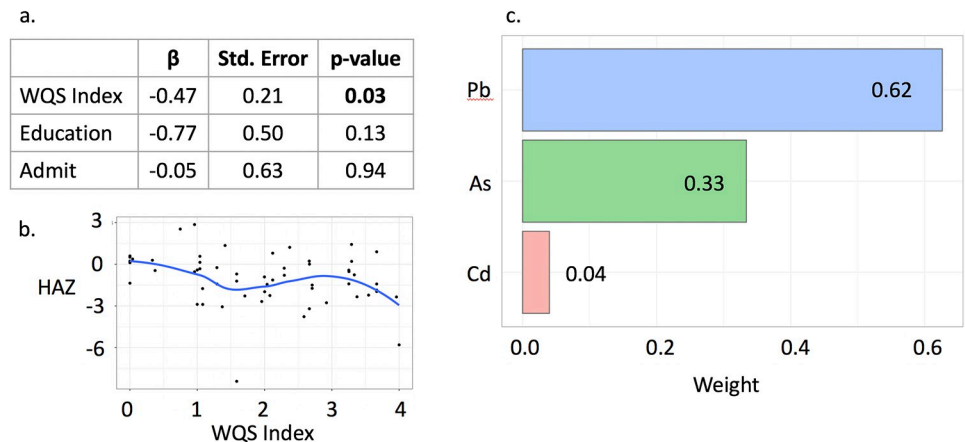 a.
β Std. Error p-value
WQS Index -0.47 0.21 0.03
Education -0.77 0.50 0.13
Admit -0.05 0.63 0.94
b.
3
0
HAZ
-3
-6
0 1 2 3 4
WQS Index
c.
Pb 0.62
As 0.33
Cd 0.04
0.0 0.2 0.4 0.6
Weight